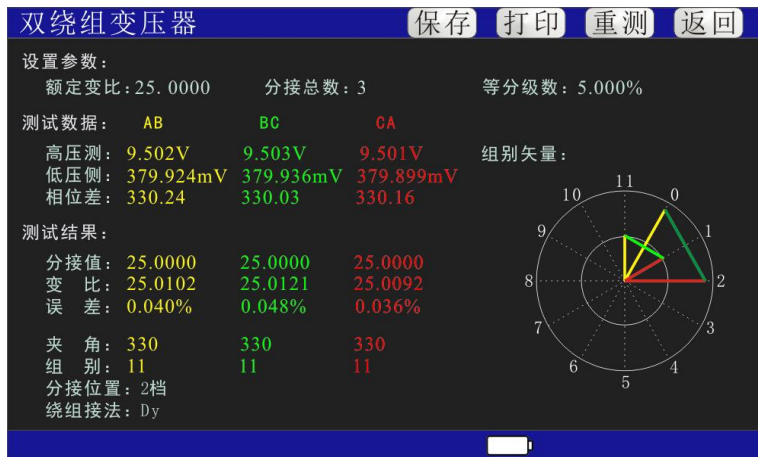 双绕组变压器 保存 打印 重测 返回
设置参数：
额定变比：25.0000 分接总数：3 等分级数：5.000%
测试数据： AB BC CA
高压测：9.502V 9.503V 9.501V 组别矢量：
低压侧：379.924mV 379.936mV 379.899mV
相位差：330.24 330.03 330.16
测试结果：
分接值：25.0000 25.0000 25.0000
变 比：25.0102 25.0121 25.0092
误 差：0.040% 0.048% 0.036%
夹 角：330 330 330
组 别：11 11 11
分接位置：2档
绕组接法：Dy
11
10 0
9 1
8 2
7 3
6 4
5